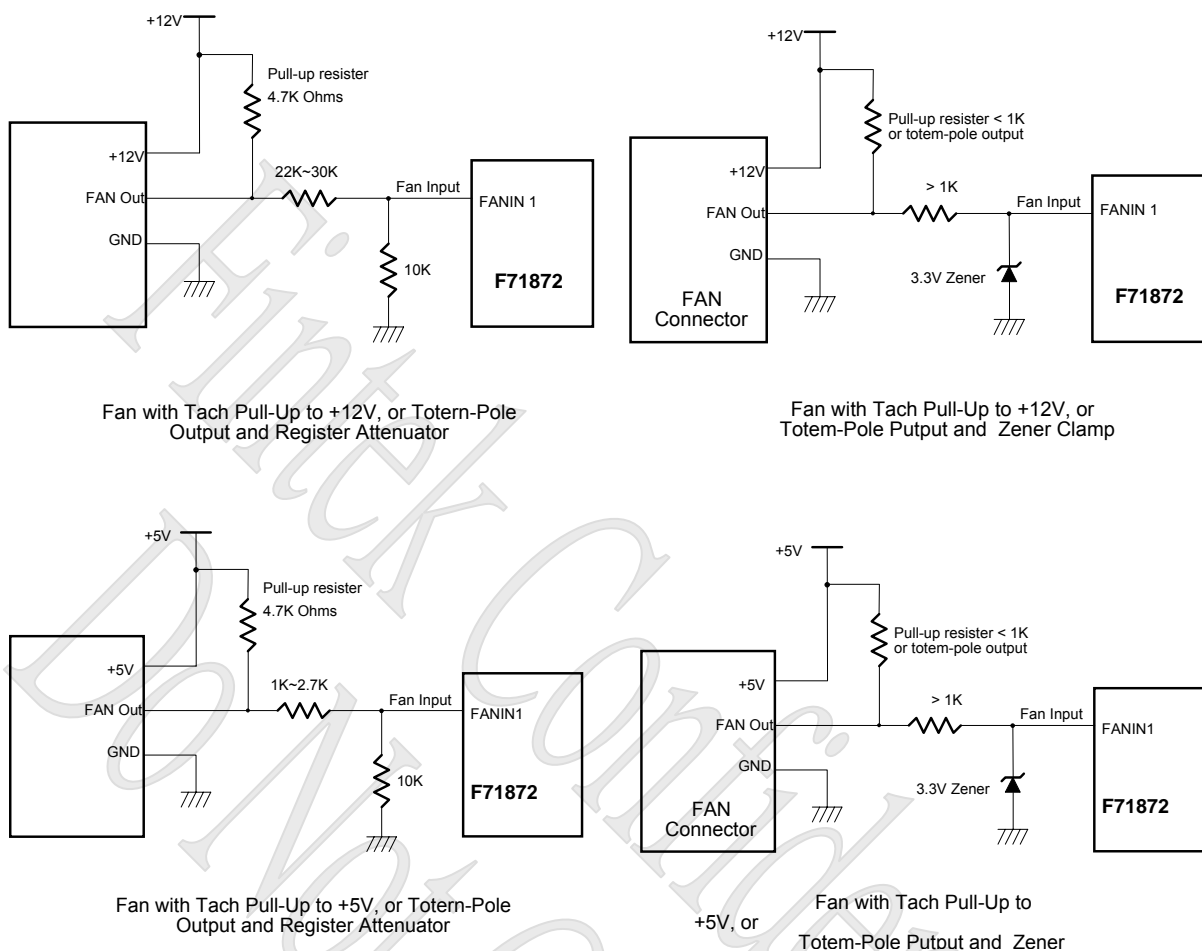 +12V
Pull-up resister
4.7K Ohms
+12V
22K~30K
Fan Input
FAN Out
FANIN 1
GND
10K
F71872
Fan with Tach Pull-Up to +12V, or Totern-Pole
Output and Register Attenuator
+12V
Pull-up resister < 1K
or totem-pole output
+12V
> 1K
Fan Input
FAN Out
FANIN 1
GND
3.3V Zener
FAN
Connector
F71872
Fan with Tach Pull-Up to +12V, or
Totem-Pole Putput and Zener Clamp
+5V
Pull-up resister
4.7K Ohms
+5V
1K~2.7K
Fan Input
FAN Out
FANIN1
GND
10K
F71872
Fan with Tach Pull-Up to +5V, or Totern-Pole
Output and Register Attenuator
+5V
Pull-up resister < 1K
or totem-pole output
+5V
> 1K
Fan Input
FAN Out
FANIN1
GND
3.3V Zener
FAN
Connector
F71872
Fan with Tach Pull-Up to
+5V, or
Totem-Pole Putput and Zener
Fintek Confide
Do Not